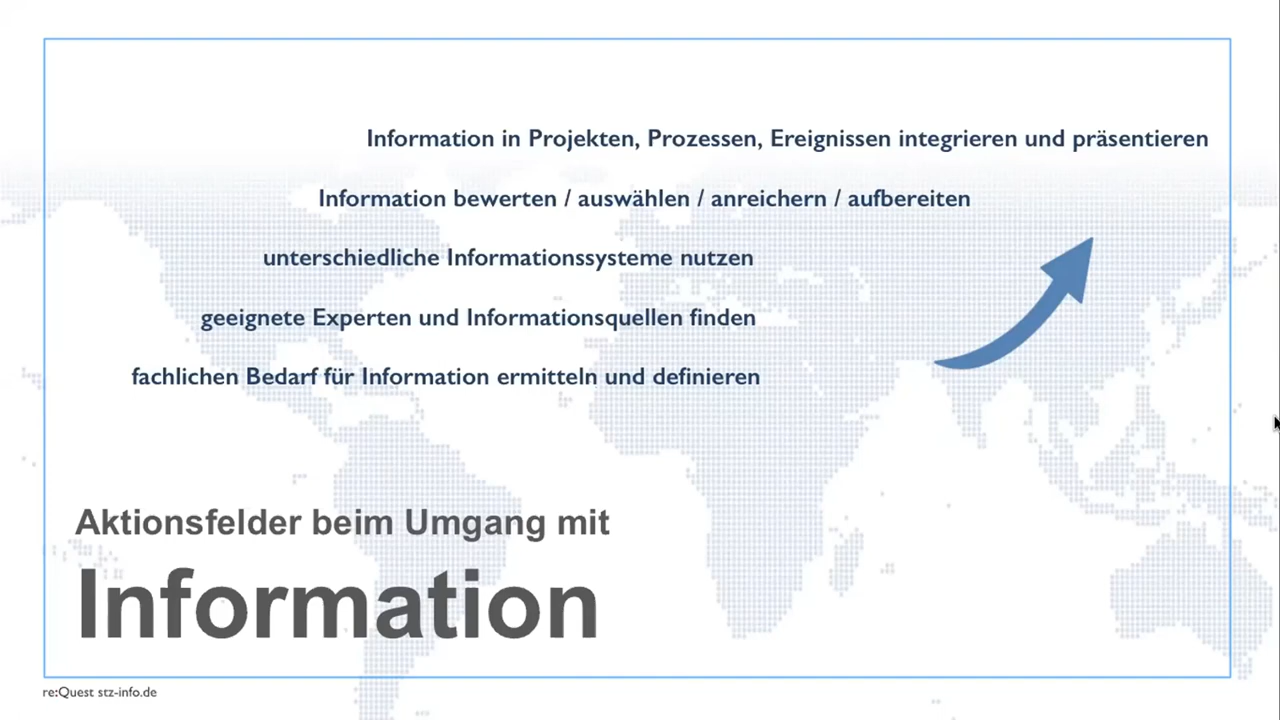 Information in Projekten, Prozessen, Ereignissen integrieren und präsentieren
Information bewerten / auswählen / anreichern / aufbereiten
unterschiedliche Informationssysteme nutzen
geeignete Experten und Informationsquellen finden
fachlichen Bedarf für Information ermitteln und definieren
Aktionsfelder beim Umgang mit
Information
re:Quest stz-info.de